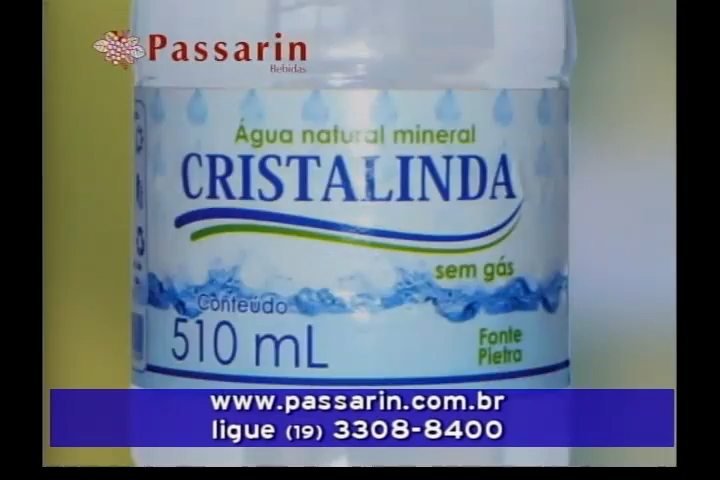 Passarin
Bebidas
Água natural mineral
CRISTALINDA
sem gás
Conteúdo
510 mL
Fonte
Pietra
www.passarin.com.br
ligue (19) 3308-8400